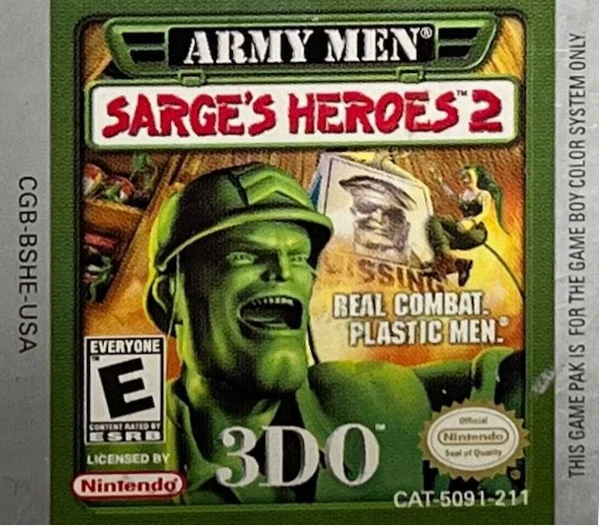 ARMY MEN®
SARGE'S HEROES™ 2
MISSING
REAL COMBAT.
PLASTIC MEN.®
EVERYONE
E
CONTENT RATED BY
ESRB
LICENSED BY
Nintendo
3DO™
Official
Nintendo
Seal of Quality
CAT-5091-211
CGB-BSHE-USA
THIS GAME PAK IS FOR THE GAME BOY COLOR SYSTEM ONLY